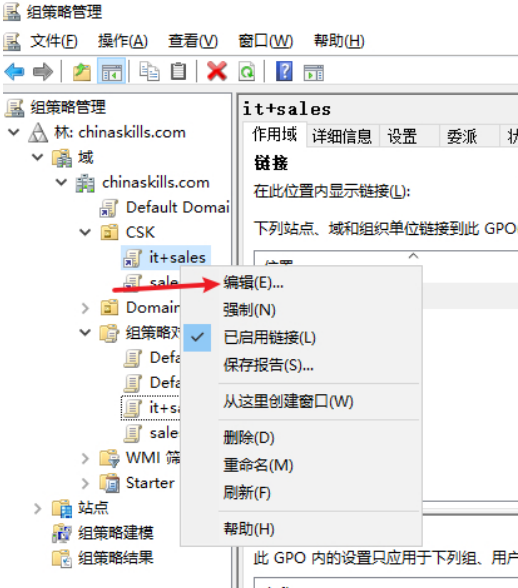 组策略管理
文件(F) 操作(A) 查看(V) 窗口(W) 帮助(H)
组策略管理
林: chinaskills.com
域
chinaskills.com
Default Domai
CSK
it+sales
sale
Domain
组策略对
Defa
Defa
it+sa
sale
WMI 筛
Starter
站点
组策略建模
组策略结果
it+sales
作用域 详细信息 设置 委派
链接
在此位置内显示链接(L):
下列站点、域和组织单位链接到此 GPO
编辑(E)...
强制(N)
已启用链接(L)
保存报告(S)...
从这里创建窗口(W)
删除(D)
重命名(M)
刷新(F)
帮助(H)
此 GPO 内的设置只应用于下列组、用户